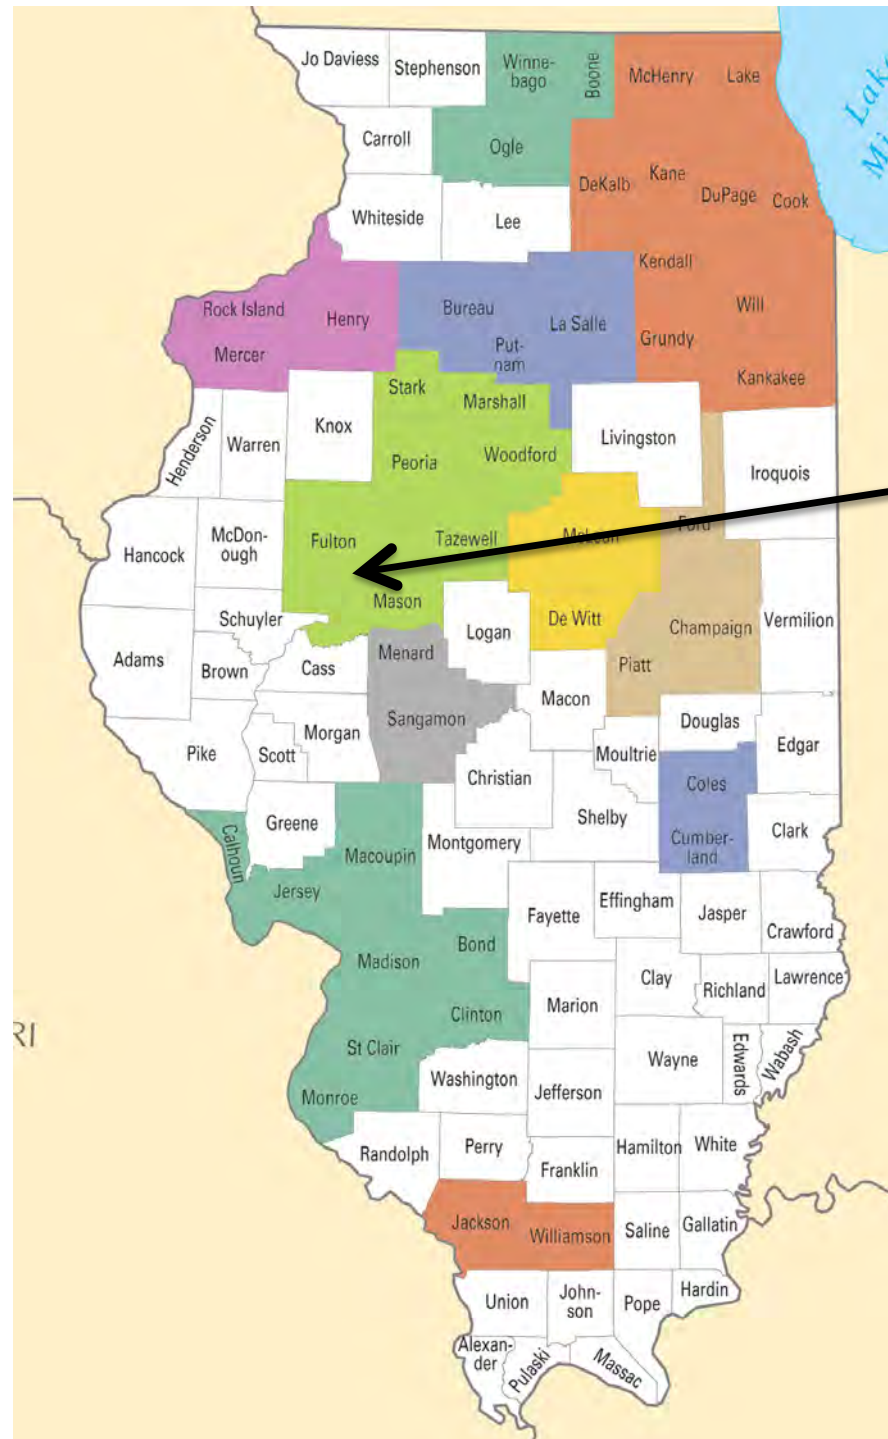 Jo Daviess
Stephenson
Winne-
bago
Boone
McHenry
Lake
Lake
Mi
Carroll
Ogle
DeKalb
Kane
DuPage
Cook
Whiteside
Lee
Kendall
Rock Island
Henry
Bureau
La Salle
Will
Mercer
Put-
nam
Grundy
Kankakee
Stark
Marshall
Henderson
Warren
Knox
Peoria
Woodford
Livingston
Iroquois
Hancock
McDon-
ough
Fulton
Tazewell
McLean
Ford
Schuyler
Mason
Logan
De Witt
Champaign
Vermilion
Adams
Brown
Cass
Menard
Piatt
Macon
Pike
Scott
Morgan
Sangamon
Christian
Moultrie
Douglas
Edgar
Coles
Calhoun
Greene
Macoupin
Montgomery
Shelby
Cumber-
land
Clark
Jersey
Fayette
Effingham
Jasper
Crawford
Madison
Bond
Clay
Richland
Lawrence
RI
St Clair
Clinton
Marion
Wayne
Edwards
Wabash
Monroe
Washington
Jefferson
Randolph
Perry
Franklin
Hamilton
White
Jackson
Williamson
Saline
Gallatin
Union
John-
son
Pope
Hardin
Alexan-
der
Pulaski
Massac